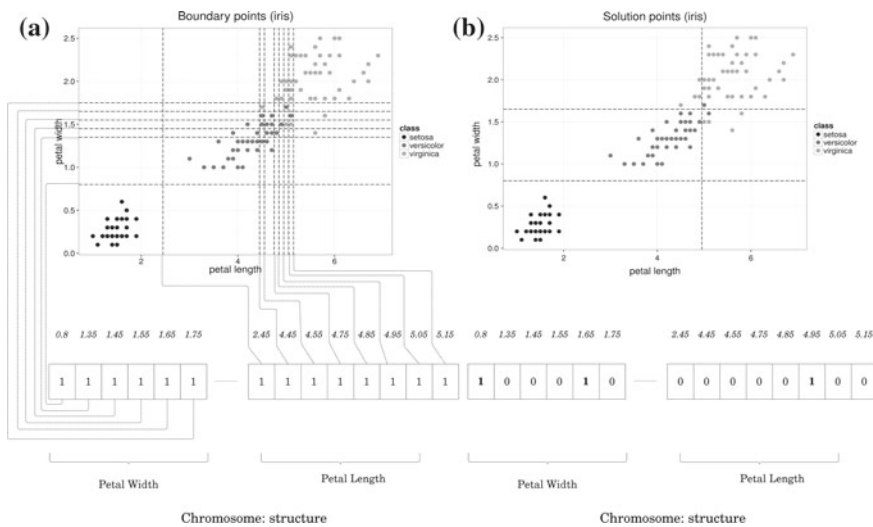 (a)
Boundary points (iris)
2.5
2.0
1.5
1.0
0.5
0.0
petal width
2 4 6
petal length
class
setosa
versicolor
virginica
(b)
Solution points (iris)
2.5
2.0
1.5
1.0
0.5
0.0
petal width
2 4 6
petal length
class
setosa
versicolor
virginica
0.8 1.35 1.45 1.55 1.65 1.75 2.45 4.45 4.55 4.75 4.85 4.95 5.05 5.15
1 1 1 1 1 1 1 1 1 1 1 1 1 1
Petal Width Petal Length
Chromosome: structure
0.8 1.35 1.45 1.55 1.65 1.75 2.45 4.45 4.55 4.75 4.85 4.95 5.05 5.15
1 0 0 0 1 0 0 0 0 0 0 1 0 0
Petal Width Petal Length
Chromosome: structure